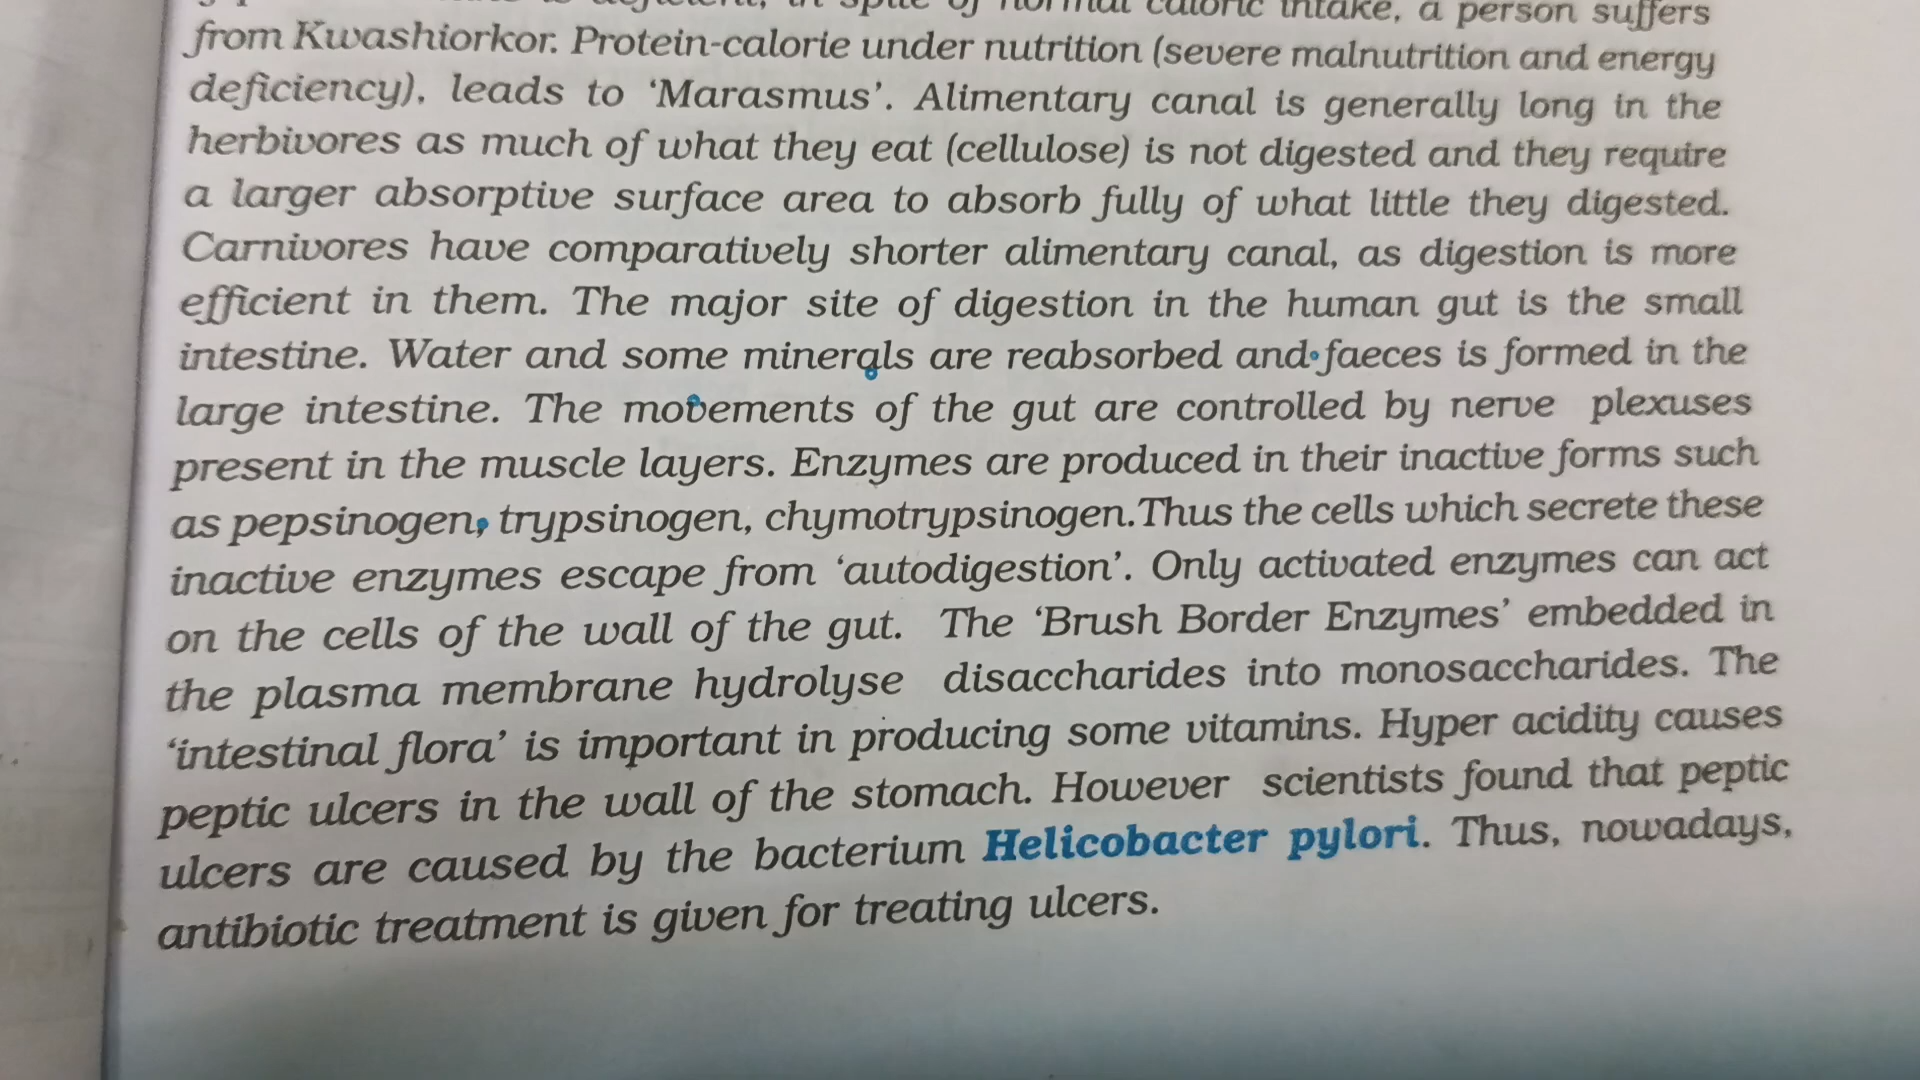 in spite of normal caloric intake, a person suffers
from Kwashiorkor. Protein-calorie under nutrition (severe malnutrition and energy
deficiency), leads to ‘Marasmus’. Alimentary canal is generally long in the
herbivores as much of what they eat (cellulose) is not digested and they require
a larger absorptive surface area to absorb fully of what little they digested.
Carnivores have comparatively shorter alimentary canal, as digestion is more
efficient in them. The major site of digestion in the human gut is the small
intestine. Water and some minerals are reabsorbed and faeces is formed in the
large intestine. The movements of the gut are controlled by nerve plexuses
present in the muscle layers. Enzymes are produced in their inactive forms such
as pepsinogen, trypsinogen, chymotrypsinogen.Thus the cells which secrete these
inactive enzymes escape from ‘autodigestion’. Only activated enzymes can act
on the cells of the wall of the gut. The ‘Brush Border Enzymes’ embedded in
the plasma membrane hydrolyse disaccharides into monosaccharides. The
‘intestinal flora’ is important in producing some vitamins. Hyper acidity causes
peptic ulcers in the wall of the stomach. However scientists found that peptic
ulcers are caused by the bacterium Helicobacter pylori. Thus, nowadays,
antibiotic treatment is given for treating ulcers.